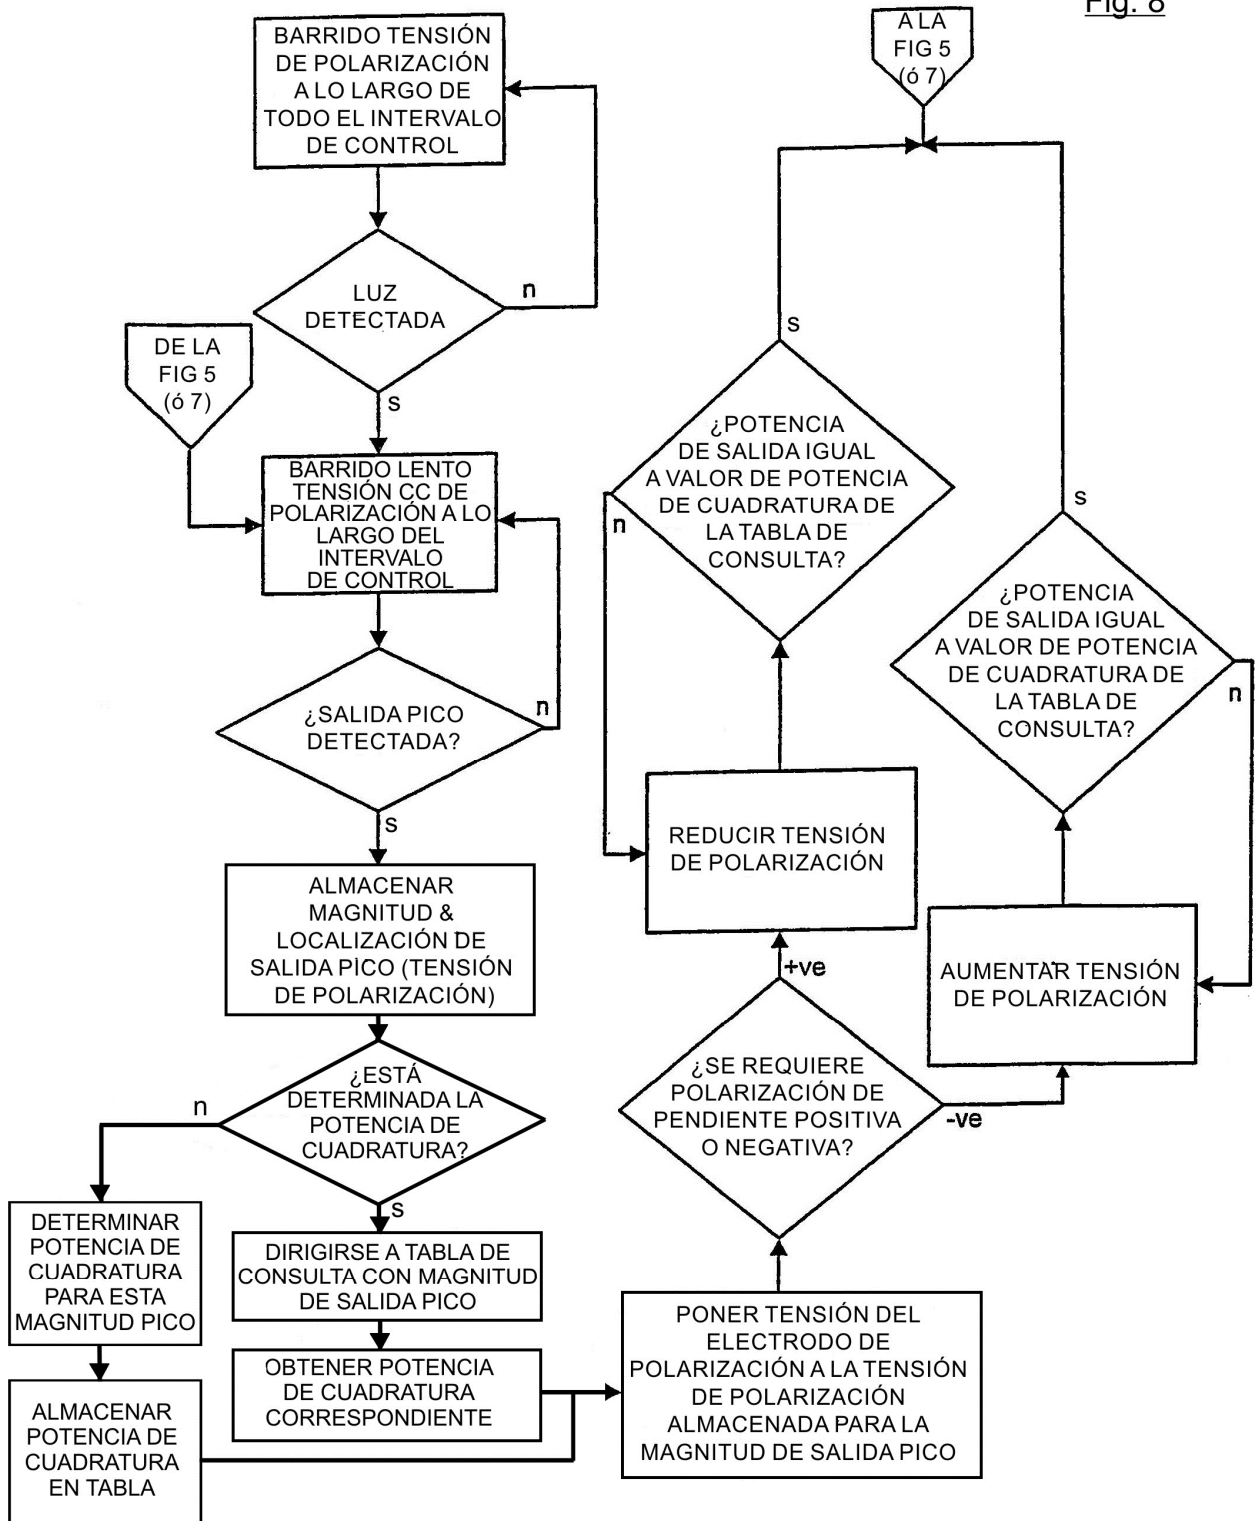 Fig. 8
BARRIDO TENSIÓN
DE POLARIZACIÓN
A LO LARGO DE
TODO EL INTERVALO
DE CONTROL
LUZ
DETECTADA
n
s
DE LA
FIG 5
(ó 7)
BARRIDO LENTO
TENSIÓN CC DE
POLARIZACIÓN A LO
LARGO DEL
INTERVALO
DE CONTROL
¿SALIDA PICO
DETECTADA?
n
s
ALMACENAR
MAGNITUD &
LOCALIZACIÓN DE
SALIDA PICO (TENSIÓN
DE POLARIZACIÓN)
¿ESTÁ
DETERMINADA LA
POTENCIA DE
CUADRATURA?
n
s
DETERMINAR
POTENCIA DE
CUADRATURA
PARA ESTA
MAGNITUD PICO
ALMACENAR
POTENCIA DE
CUADRATURA
EN TABLA
DIRIGIRSE A TABLA DE
CONSULTA CON MAGNITUD
DE SALIDA PICO
OBTENER POTENCIA
DE CUADRATURA
CORRESPONDIENTE
PONER TENSIÓN DEL
ELECTRODO DE
POLARIZACIÓN A LA TENSIÓN
DE POLARIZACIÓN
ALMACENADA PARA LA
MAGNITUD DE SALIDA PICO
¿SE REQUIERE
POLARIZACIÓN DE
PENDIENTE POSITIVA
O NEGATIVA?
+ve
-ve
REDUCIR TENSIÓN
DE POLARIZACIÓN
¿POTENCIA
DE SALIDA IGUAL
A VALOR DE POTENCIA
DE CUADRATURA DE
LA TABLA DE
CONSULTA?
n
s
AUMENTAR TENSIÓN
DE POLARIZACIÓN
¿POTENCIA
DE SALIDA IGUAL
A VALOR DE POTENCIA
DE CUADRATURA DE
LA TABLA DE
CONSULTA?
n
s
A LA
FIG 5
(ó 7)